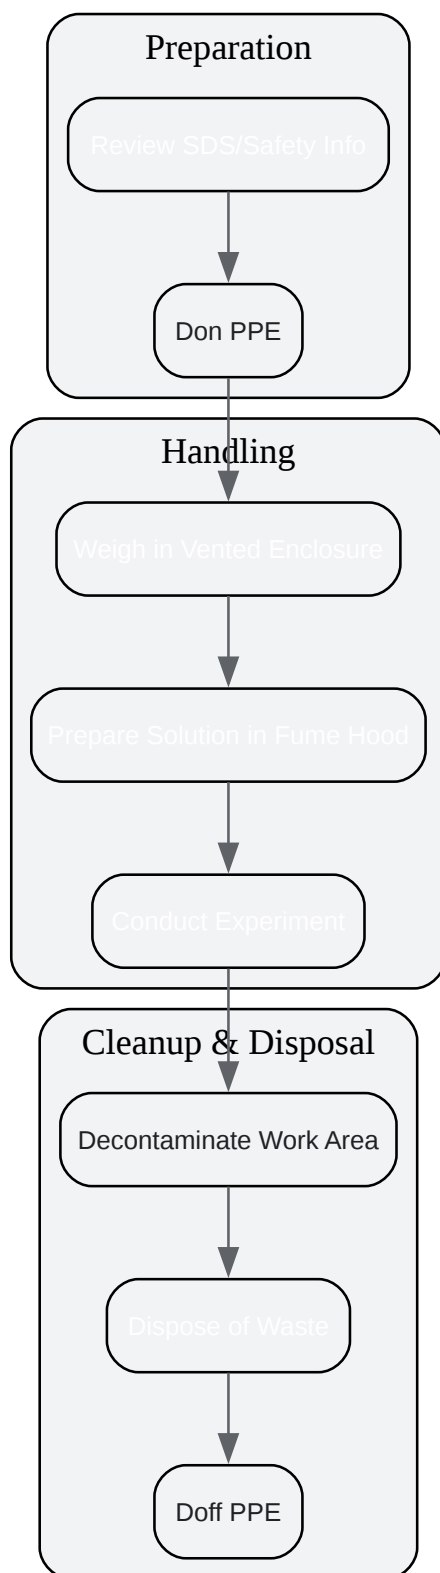 Preparation
Review SDS/Safety Info
Don PPE
Handling
Weigh in Vented Enclosure
Prepare Solution in Fume Hood
Conduct Experiment
Cleanup & Disposal
Decontaminate Work Area
Dispose of Waste
Doff PPE